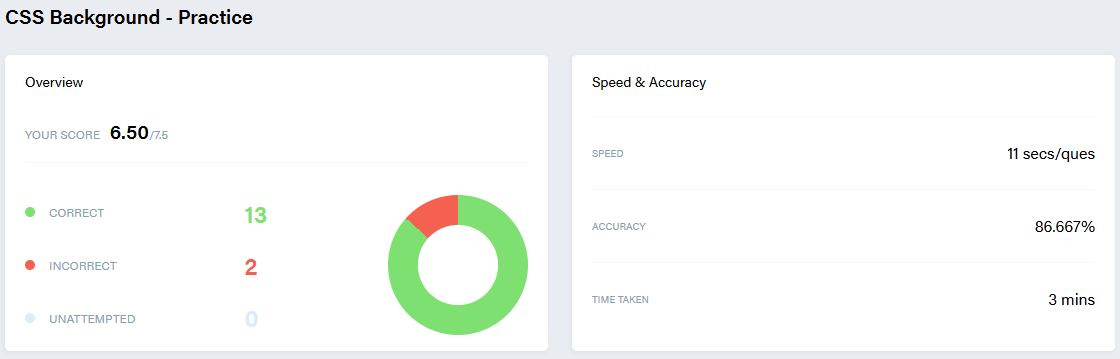 CSS Background - Practice
Overview
YOUR SCORE 6.50/7.5
CORRECT 13
INCORRECT 2
UNATTEMPTED 0
Speed & Accuracy
SPEED 11 secs/ques
ACCURACY 86.667%
TIME TAKEN 3 mins